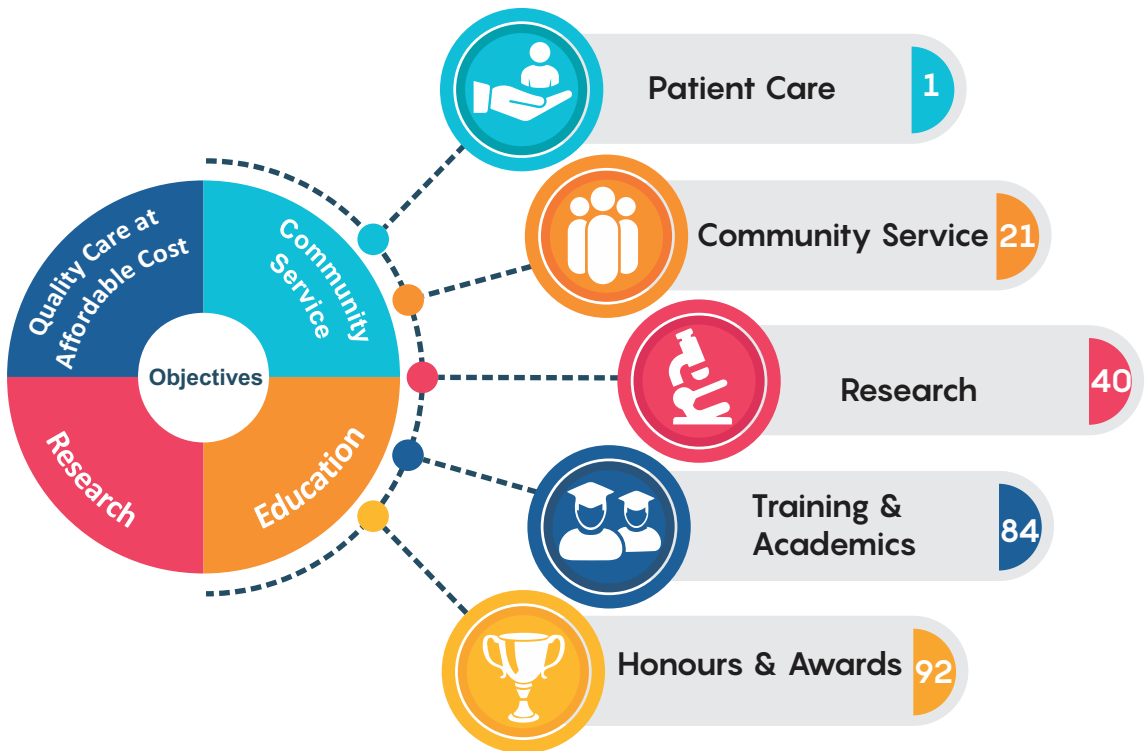 Quality Care at
Affordable Cost
Community
Service
Objectives
Research
Education
Patient Care
1
Community Service
21
Research
40
Training &
Academics
84
Honours & Awards
92